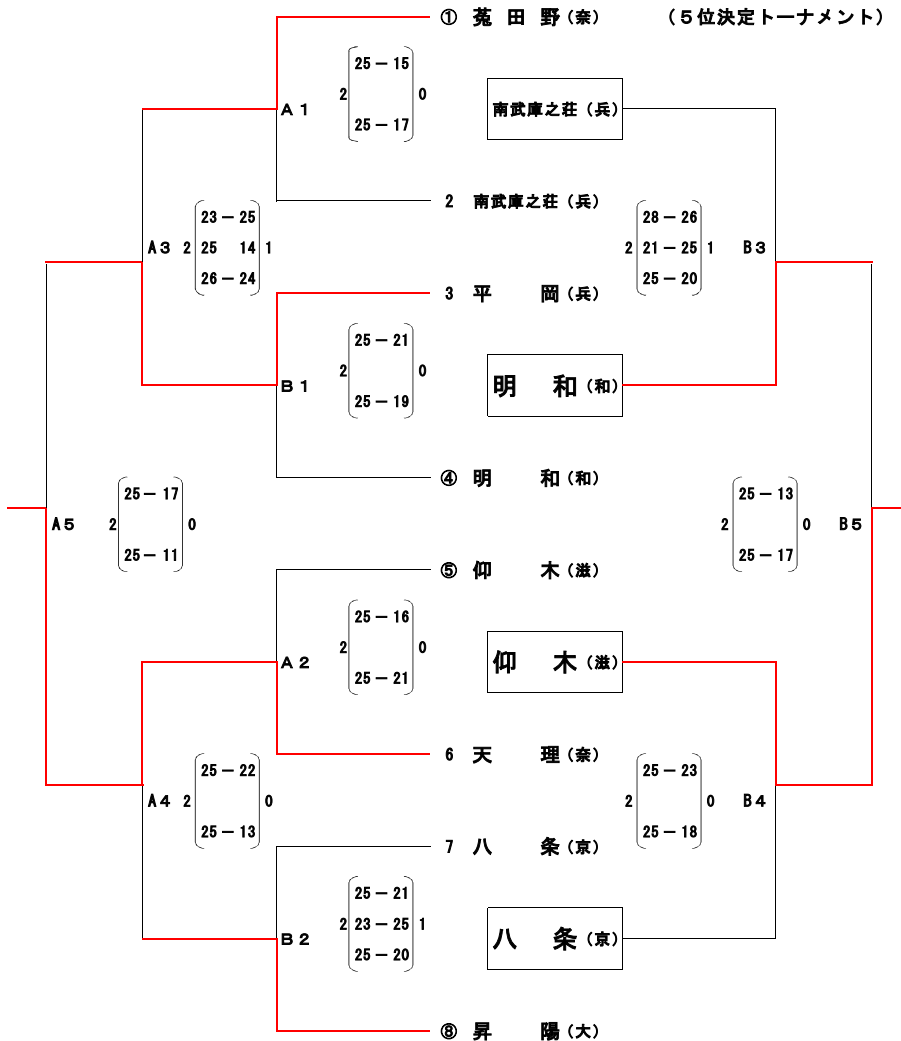 ① 菟 田 野（奈）　（５位決定トーナメント）
25－15
2 0
南武庫之荘（兵）
Ａ１
25－17
2 南武庫之荘（兵）
23－25 28－26
Ａ３ 2 25 14 1 2 21－25 1 Ｂ３
26－24 25－20
3 平 岡（兵）
25－21
2 0
明 和（和）
Ｂ１
25－19
④ 明 和（和）
25－17 25－13
Ａ５ 2 0 2 0 Ｂ５
25－11 25－17
⑤ 仰 木（滋）
25－16
2 0
Ａ２ 仰 木（滋）
25－21
6 天 理（奈）
25－22 25－23
Ａ４ 2 0 2 0 Ｂ４
25－13 25－18
7 八 条（京）
25－21
2 23－25 1
Ｂ２ 八 条（京）
25－20
⑧ 昇 陽（大）